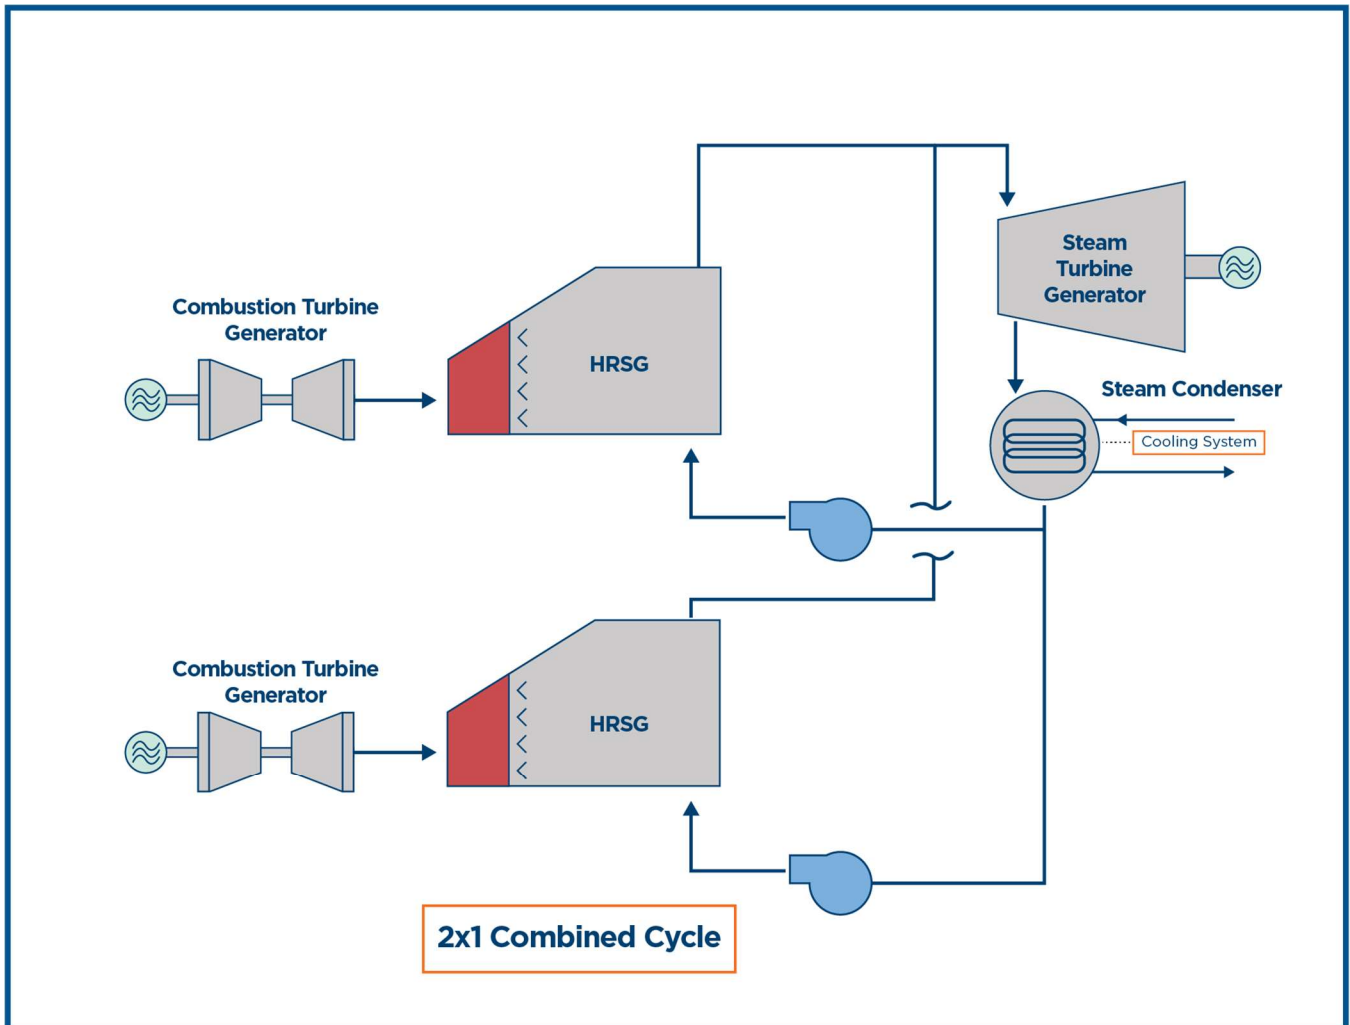 Combustion Turbine
Generator
HRSG
Steam
Turbine
Generator
Steam Condenser
Cooling System
Combustion Turbine
Generator
HRSG
2x1 Combined Cycle